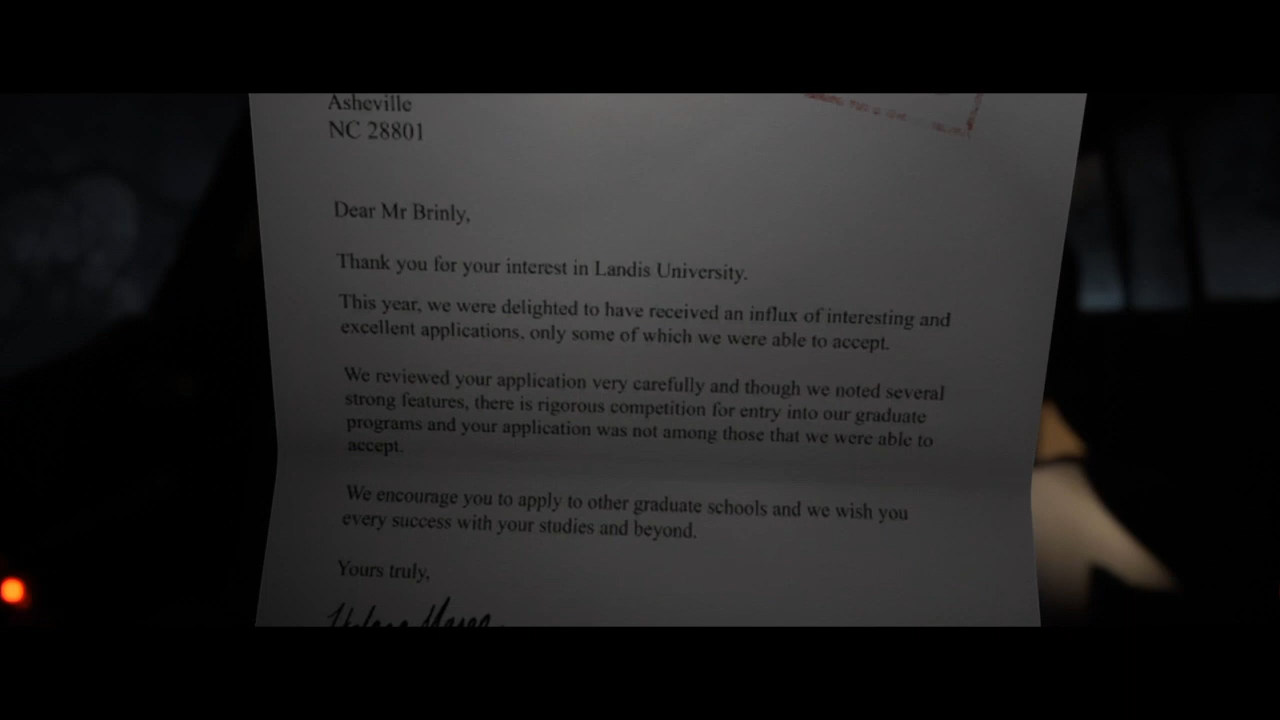 Asheville
NC 28801
Dear Mr Brinly,
Thank you for your interest in Landis University.
This year, we were delighted to have received an influx of interesting and
excellent applications, only some of which we were able to accept.
We reviewed your application very carefully and though we noted several
strong features, there is rigorous competition for entry into our graduate
programs and your application was not among those that we were able to
accept.
We encourage you to apply to other graduate schools and we wish you
every success with your studies and beyond.
Yours truly,